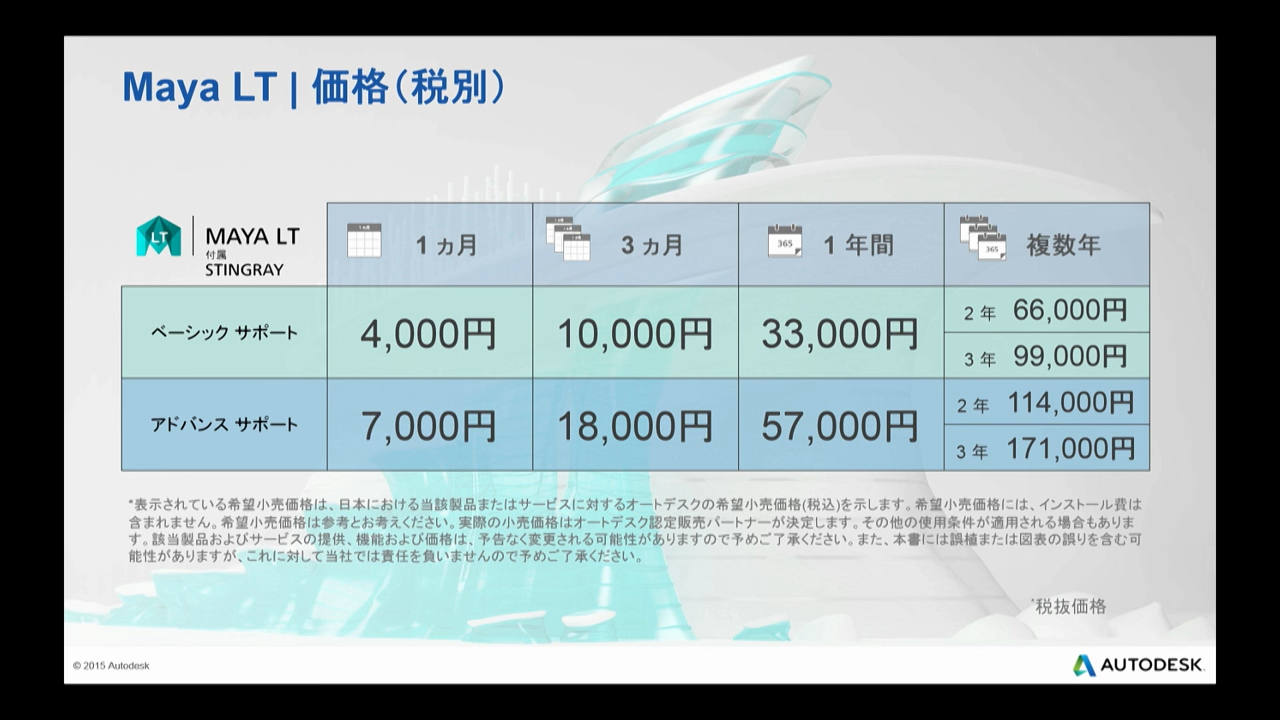 Maya LT | 価格（税別）
LT
MAYA LT
付属
STINGRAY
1 ヵ月
3 ヵ月
365
1 年間
365
複数年
ベーシック サポート
4,000円
10,000円
33,000円
2 年 66,000円
3 年 99,000円
アドバンス サポート
7,000円
18,000円
57,000円
2 年 114,000円
3 年 171,000円
*表示されている希望小売価格は、日本における当該製品またはサービスに対するオートデスクの希望小売価格(税込)を示します。希望小売価格には、インストール費は
含まれません。希望小売価格は参考とお考えください。実際の小売価格はオートデスク認定販売パートナーが決定します。その他の使用条件が適用される場合もありま
す。該当製品およびサービスの提供、機能および価格は、予告なく変更される可能性がありますので予めご了承ください。また、本書には誤植または図表の誤りを含む可
能性がありますが、これに対して当社では責任を負いませんので予めご了承ください。
*税抜価格
© 2015 Autodesk
AUTODESK.